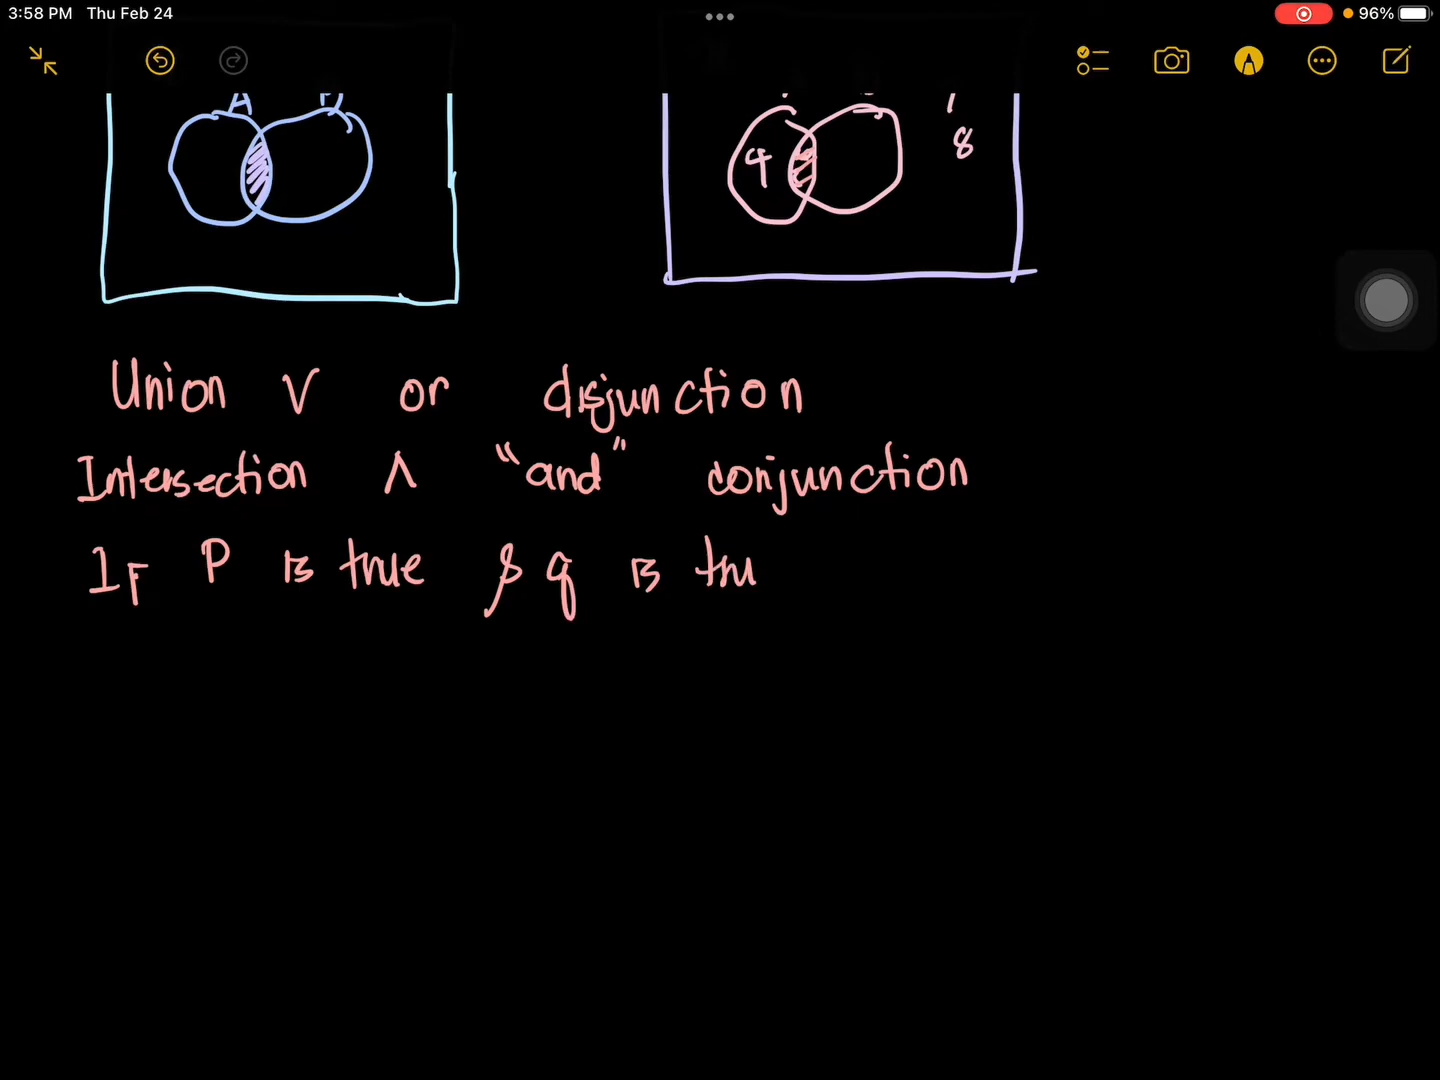 3:58 PM Thu Feb 24
96%
A
4
8
Union V or disjunction
Intersection Λ "and" conjunction
IF P is true & q is tru